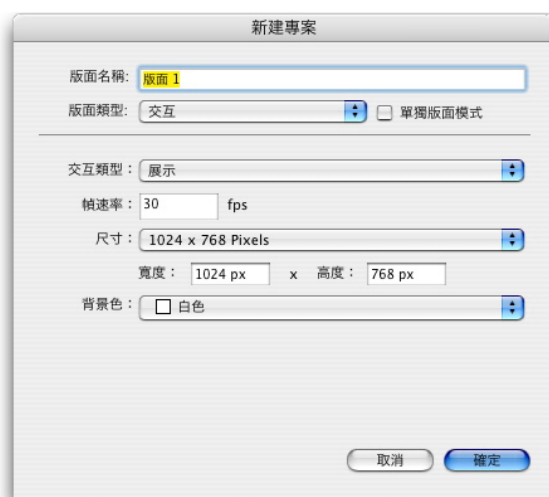 新建專案
版面名稱: 版面 1
版面類型: 交互 單獨版面模式
交互類型： 展示
幀速率： 30 fps
尺寸： 1024 x 768 Pixels
寬度： 1024 px x 高度： 768 px
背景色： 白色
取消 確定